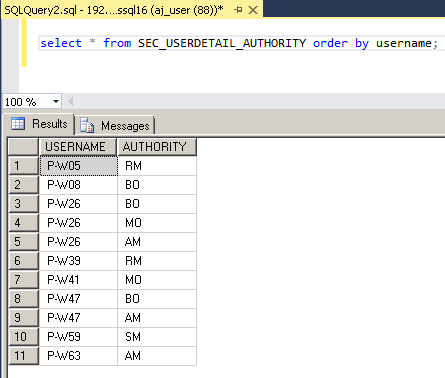 SQLQuery2.sql - 192....ssql16 (aj_user (88))*
select * from SEC_USERDETAIL_AUTHORITY order by username;
100 %
Results Messages
USERNAME AUTHORITY
1 P-W05 RM
2 P-W08 BO
3 P-W26 BO
4 P-W26 MO
5 P-W26 AM
6 P-W39 RM
7 P-W41 MO
8 P-W47 BO
9 P-W47 AM
10 P-W59 SM
11 P-W63 AM